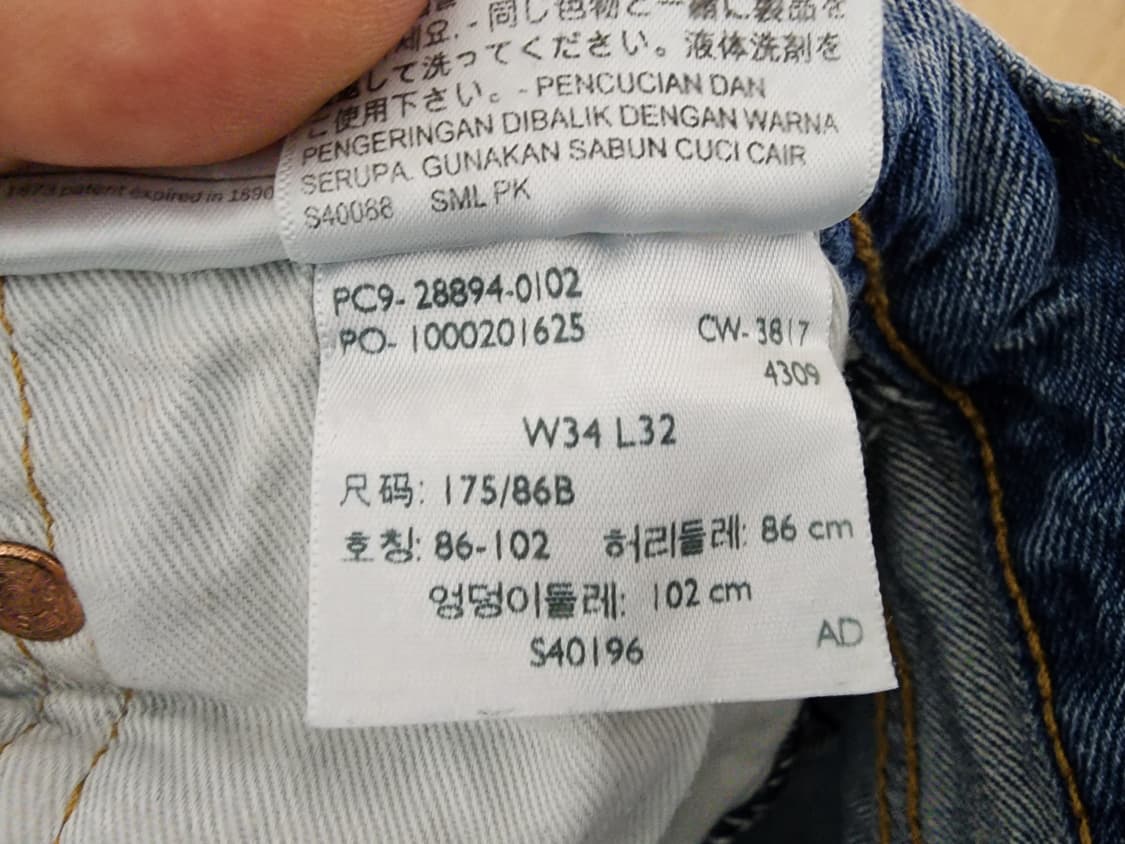 세요. - 同じ色物と一緒に製品を
して洗ってください。液体洗剤を
ご使用下さい。- PENCUCIAN DAN
PENGERINGAN DIBALIK DENGAN WARNA
SERUPA. GUNAKAN SABUN CUCI CAIR
S40088 SML PK
1873 patent expired in 1890
PC9- 28894-0102
PO- 1000201625 CW- 3817
4309
W34 L32
尺码: 175/86B
호칭: 86-102 허리둘레: 86 cm
엉덩이둘레: 102 cm
S40196 AD